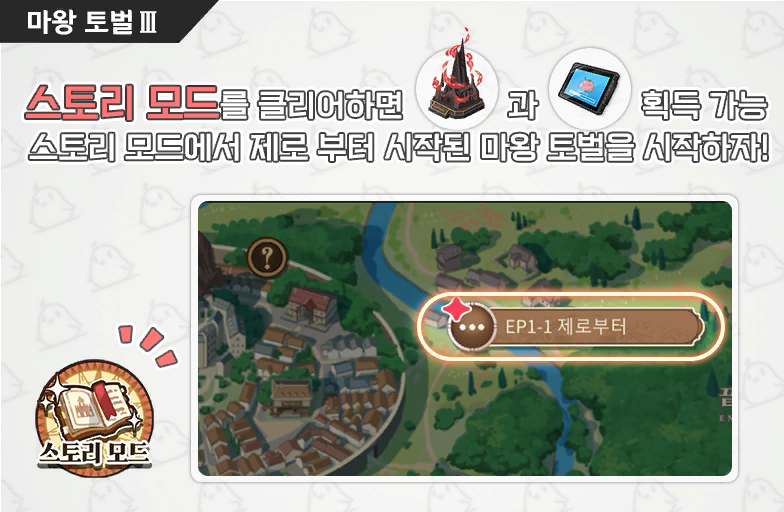 마왕 토벌Ⅲ
스토리 모드를 클리어하면 과 획득 가능
스토리 모드에서 제로 부터 시작된 마왕 토벌을 시작하자!
?
EP1-1 제로부터
스토리 모드